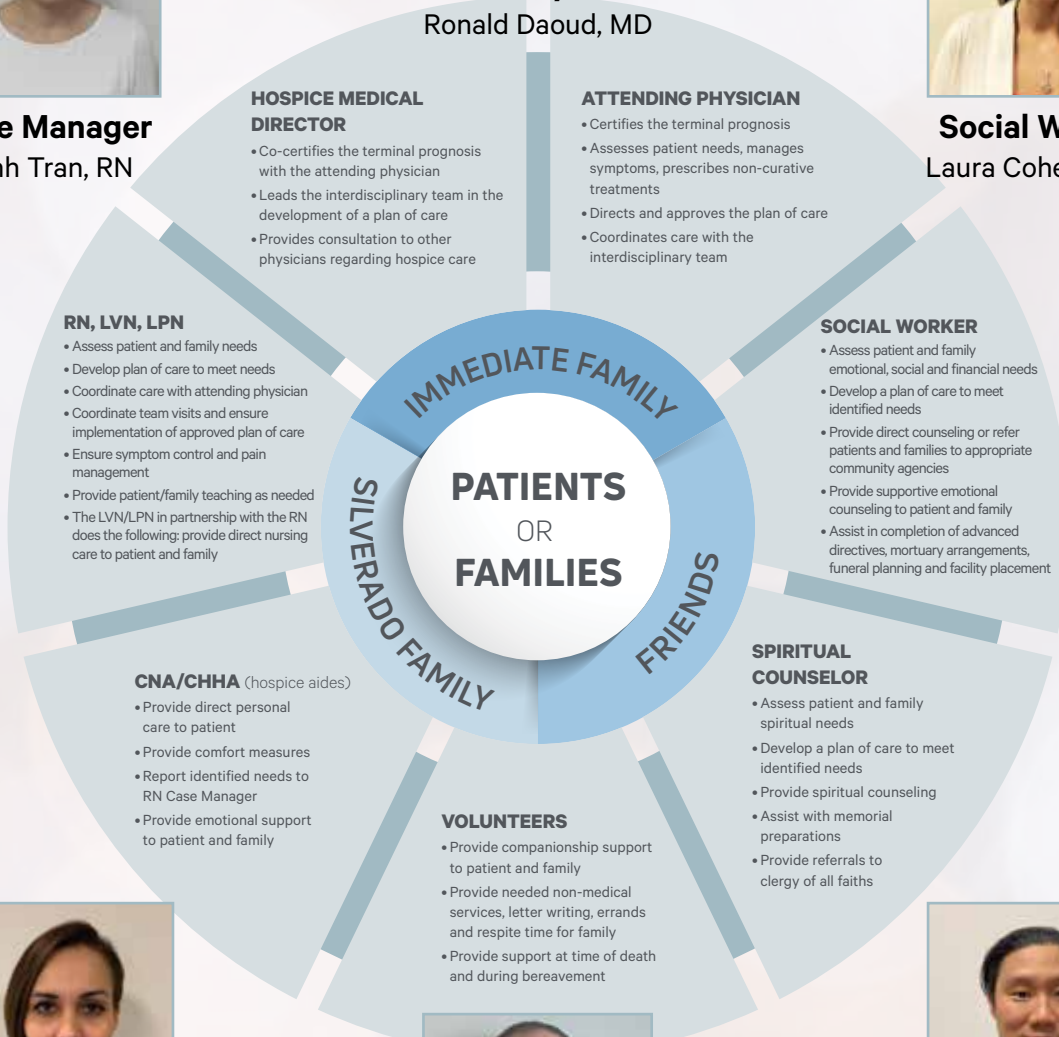 Ronald Daoud, MD
Manager
Tran, RN
Social
Laura
HOSPICE MEDICAL
DIRECTOR
• Co-certifies the terminal prognosis
with the attending physician
• Leads the interdisciplinary team in the
development of a plan of care
• Provides consultation to other
physicians regarding hospice care
ATTENDING PHYSICIAN
• Certifies the terminal prognosis
• Assesses patient needs, manages
symptoms, prescribes non-curative
treatments
• Directs and approves the plan of care
• Coordinates care with the
interdisciplinary team
RN, LVN, LPN
• Assess patient and family needs
• Develop plan of care to meet needs
• Coordinate care with attending physician
• Coordinate team visits and ensure
implementation of approved plan of care
• Ensure symptom control and pain
management
• Provide patient/family teaching as needed
• The LVN/LPN in partnership with the RN
does the following: provide direct nursing
care to patient and family
IMMEDIATE FAMILY
SILVERADO FAMILY
FRIENDS
PATIENTS
OR
FAMILIES
SOCIAL WORKER
• Assess patient and family
emotional, social and financial needs
• Develop a plan of care to meet
identified needs
• Provide direct counseling or refer
patients and families to appropriate
community agencies
• Provide supportive emotional
counseling to patient and family
• Assist in completion of advanced
directives, mortuary arrangements,
funeral planning and facility placement
CNA/CHHA (hospice aides)
• Provide direct personal
care to patient
• Provide comfort measures
• Report identified needs to
RN Case Manager
• Provide emotional support
to patient and family
VOLUNTEERS
• Provide companionship support
to patient and family
• Provide needed non-medical
services, letter writing, errands
and respite time for family
• Provide support at time of death
and during bereavement
SPIRITUAL
COUNSELOR
• Assess patient and family
spiritual needs
• Develop a plan of care to meet
identified needs
• Provide spiritual counseling
• Assist with memorial
preparations
• Provide referrals to
clergy of all faiths